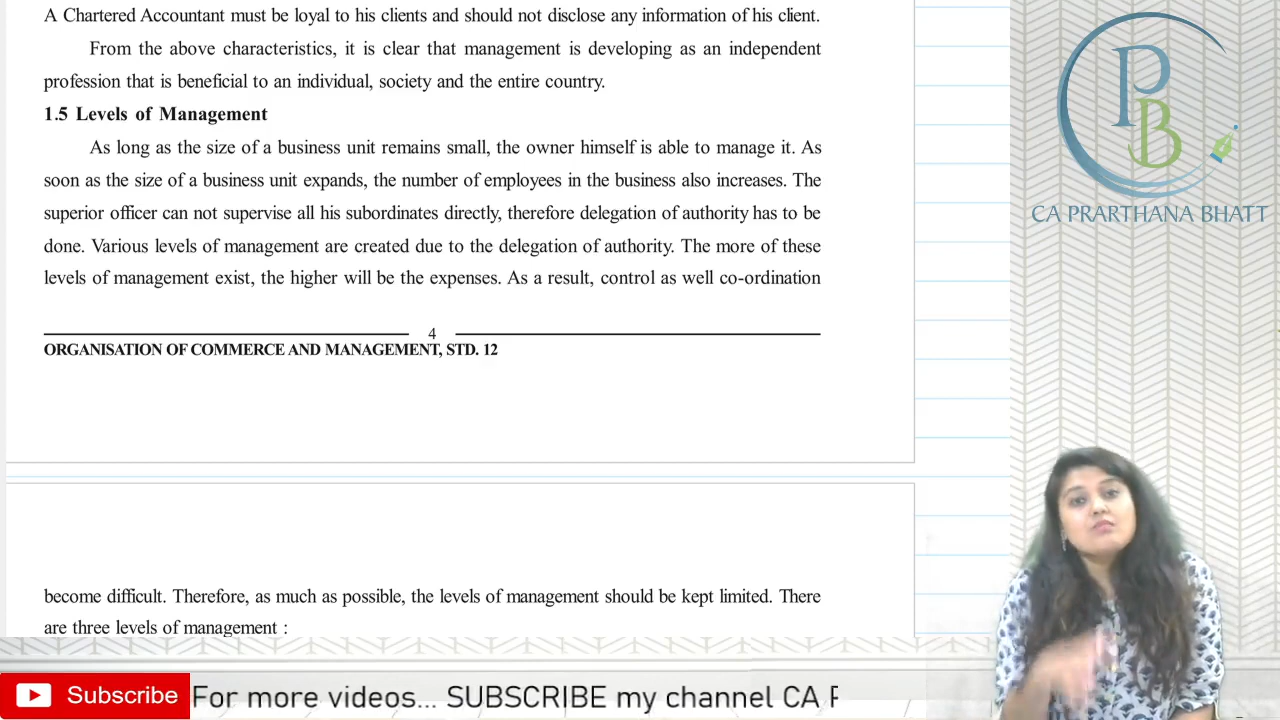 A Chartered Accountant must be loyal to his clients and should not disclose any information of his client.
From the above characteristics, it is clear that management is developing as an independent
profession that is beneficial to an individual, society and the entire country.
1.5 Levels of Management
As long as the size of a business unit remains small, the owner himself is able to manage it. As
soon as the size of a business unit expands, the number of employees in the business also increases. The
superior officer can not supervise all his subordinates directly, therefore delegation of authority has to be
done. Various levels of management are created due to the delegation of authority. The more of these
levels of management exist, the higher will be the expenses. As a result, control as well co-ordination
4
ORGANISATION OF COMMERCE AND MANAGEMENT, STD. 12
become difficult. Therefore, as much as possible, the levels of management should be kept limited. There
are three levels of management :
PB
CA PRARTHANA BHATT
Subscribe
For more videos... SUBSCRIBE my channel CA P